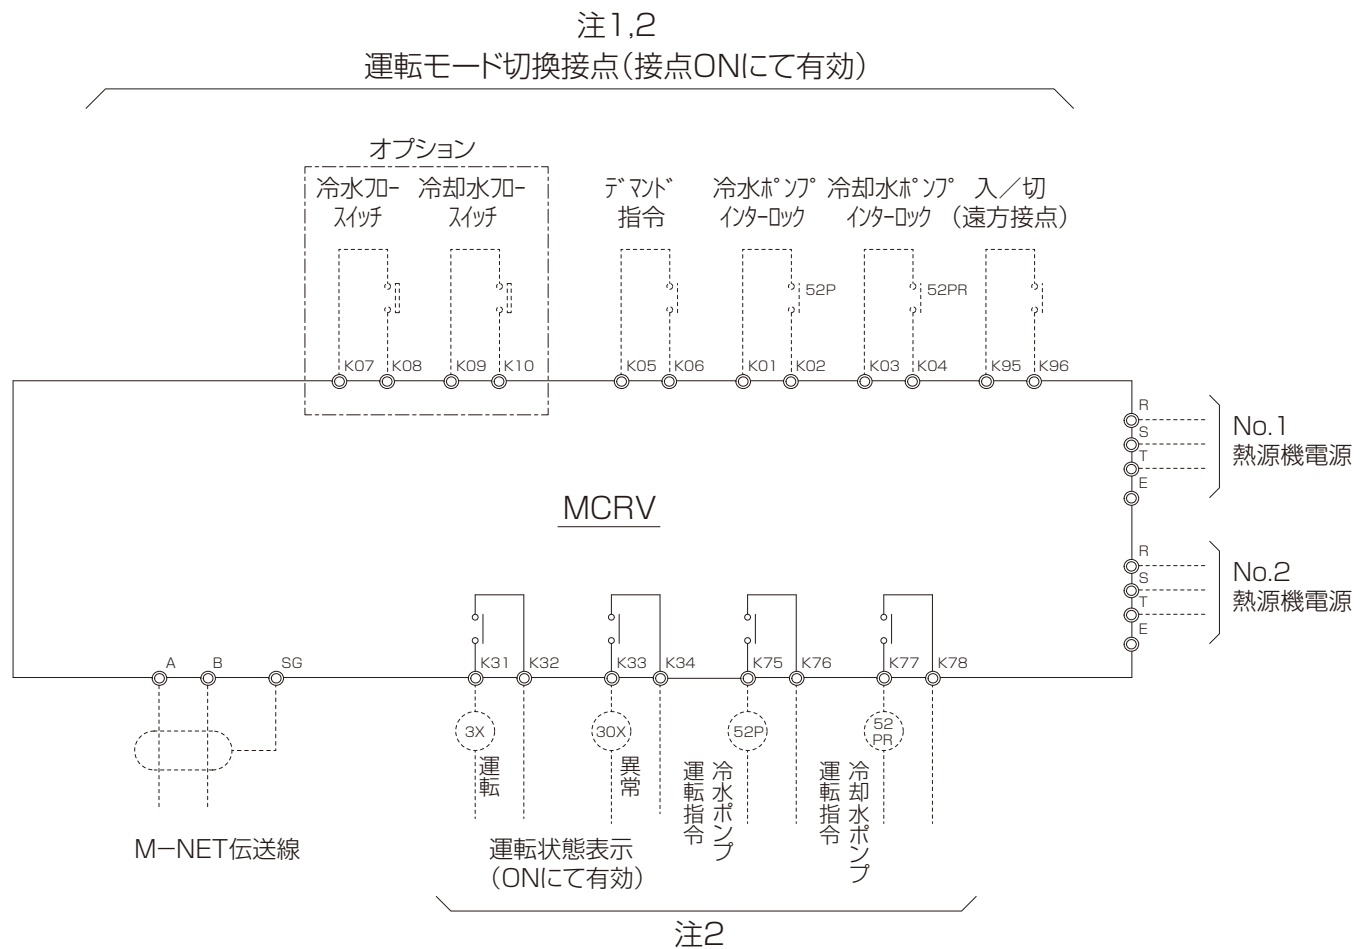 注1,2
運転モード切換接点(接点ONにて有効)
オプション
冷水フロー
スイッチ
冷却水フロー
スイッチ
デマンド
指令
冷水ポンプ
インターロック
冷却水ポンプ
インターロック
入/切
(遠方接点)
52P
52PR
K07
K08
K09
K10
K05
K06
K01
K02
K03
K04
K95
K96
R
S
T
E
No.1
熱源機電源
MCRV
R
S
T
E
No.2
熱源機電源
A
B
SG
K31
K32
K33
K34
K75
K76
K77
K78
3X
30X
52P
52
PR
運転
異常
冷水ポンプ
運転指令
冷却水ポンプ
運転指令
M−NET伝送線
運転状態表示
(ONにて有効)
注2